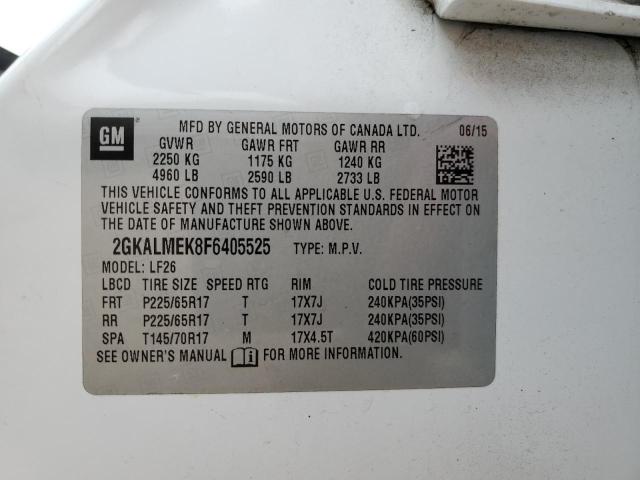 GM
MFD BY GENERAL MOTORS OF CANADA LTD. 06/15
GVWR GAWR FRT GAWR RR
2250 KG 1175 KG 1240 KG
4960 LB 2590 LB 2733 LB
THIS VEHICLE CONFORMS TO ALL APPLICABLE U.S. FEDERAL MOTOR
VEHICLE SAFETY AND THEFT PREVENTION STANDARDS IN EFFECT ON
THE DATE OF MANUFACTURE SHOWN ABOVE.
2GKALMEK8F6405525 TYPE: M.P.V.
MODEL: LF26
LBCD TIRE SIZE SPEED RTG RIM COLD TIRE PRESSURE
FRT P225/65R17 T 17X7J 240KPA(35PSI)
RR P225/65R17 T 17X7J 240KPA(35PSI)
SPA T145/70R17 M 17X4.5T 420KPA(60PSI)
SEE OWNER'S MANUAL FOR MORE INFORMATION.